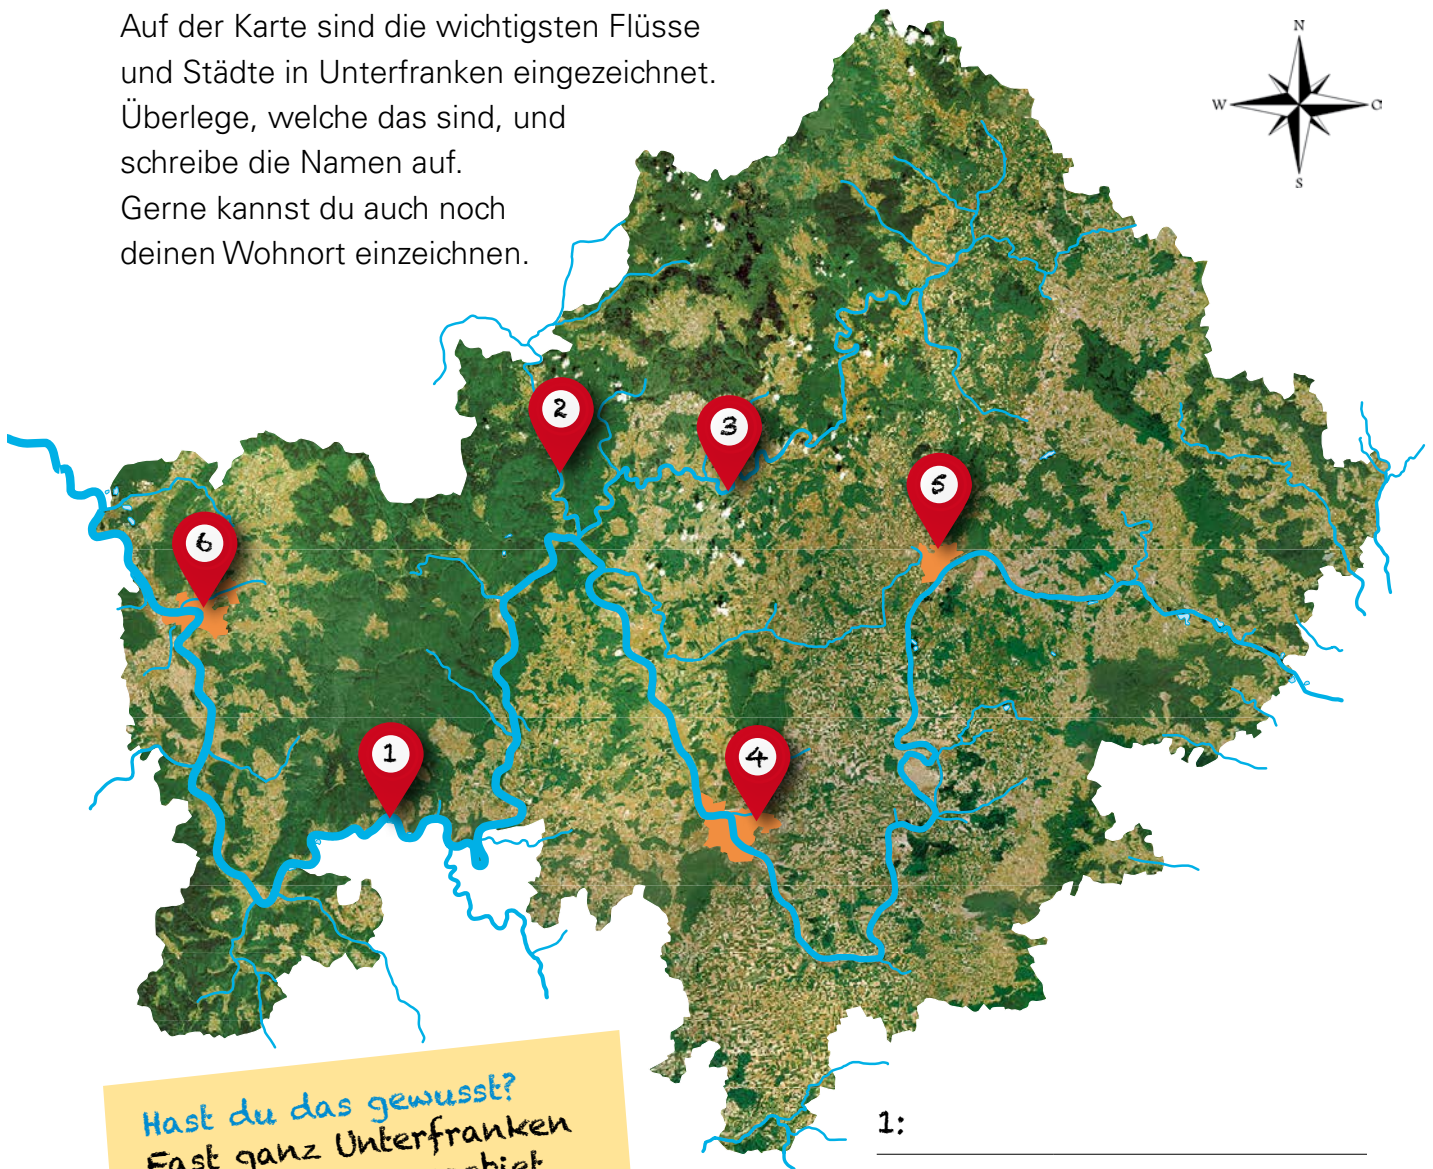 Auf der Karte sind die wichtigsten Flüsse
und Städte in Unterfranken eingezeichnet.
Überlege, welche das sind, und
schreibe die Namen auf.
Gerne kannst du auch noch
deinen Wohnort einzeichnen.
N
W
O
S
2
3
5
6
1
4
Hast du das gewusst?
Fast ganz Unterfranken
1: